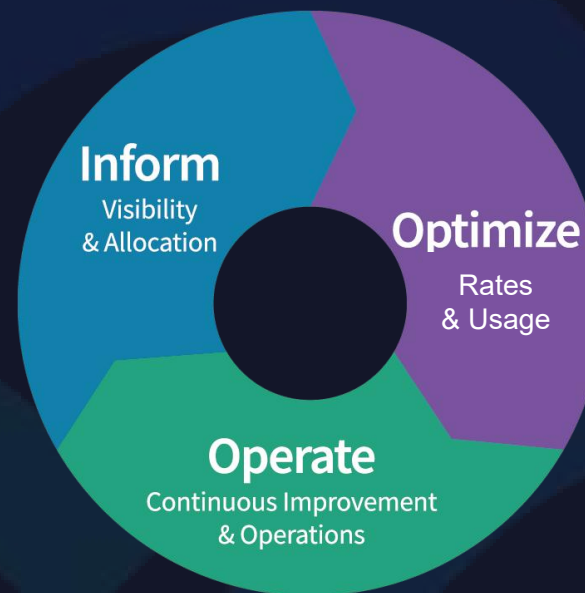 Inform
Visibility
& Allocation
Optimize
Rates
& Usage
Operate
Continuous Improvement
& Operations